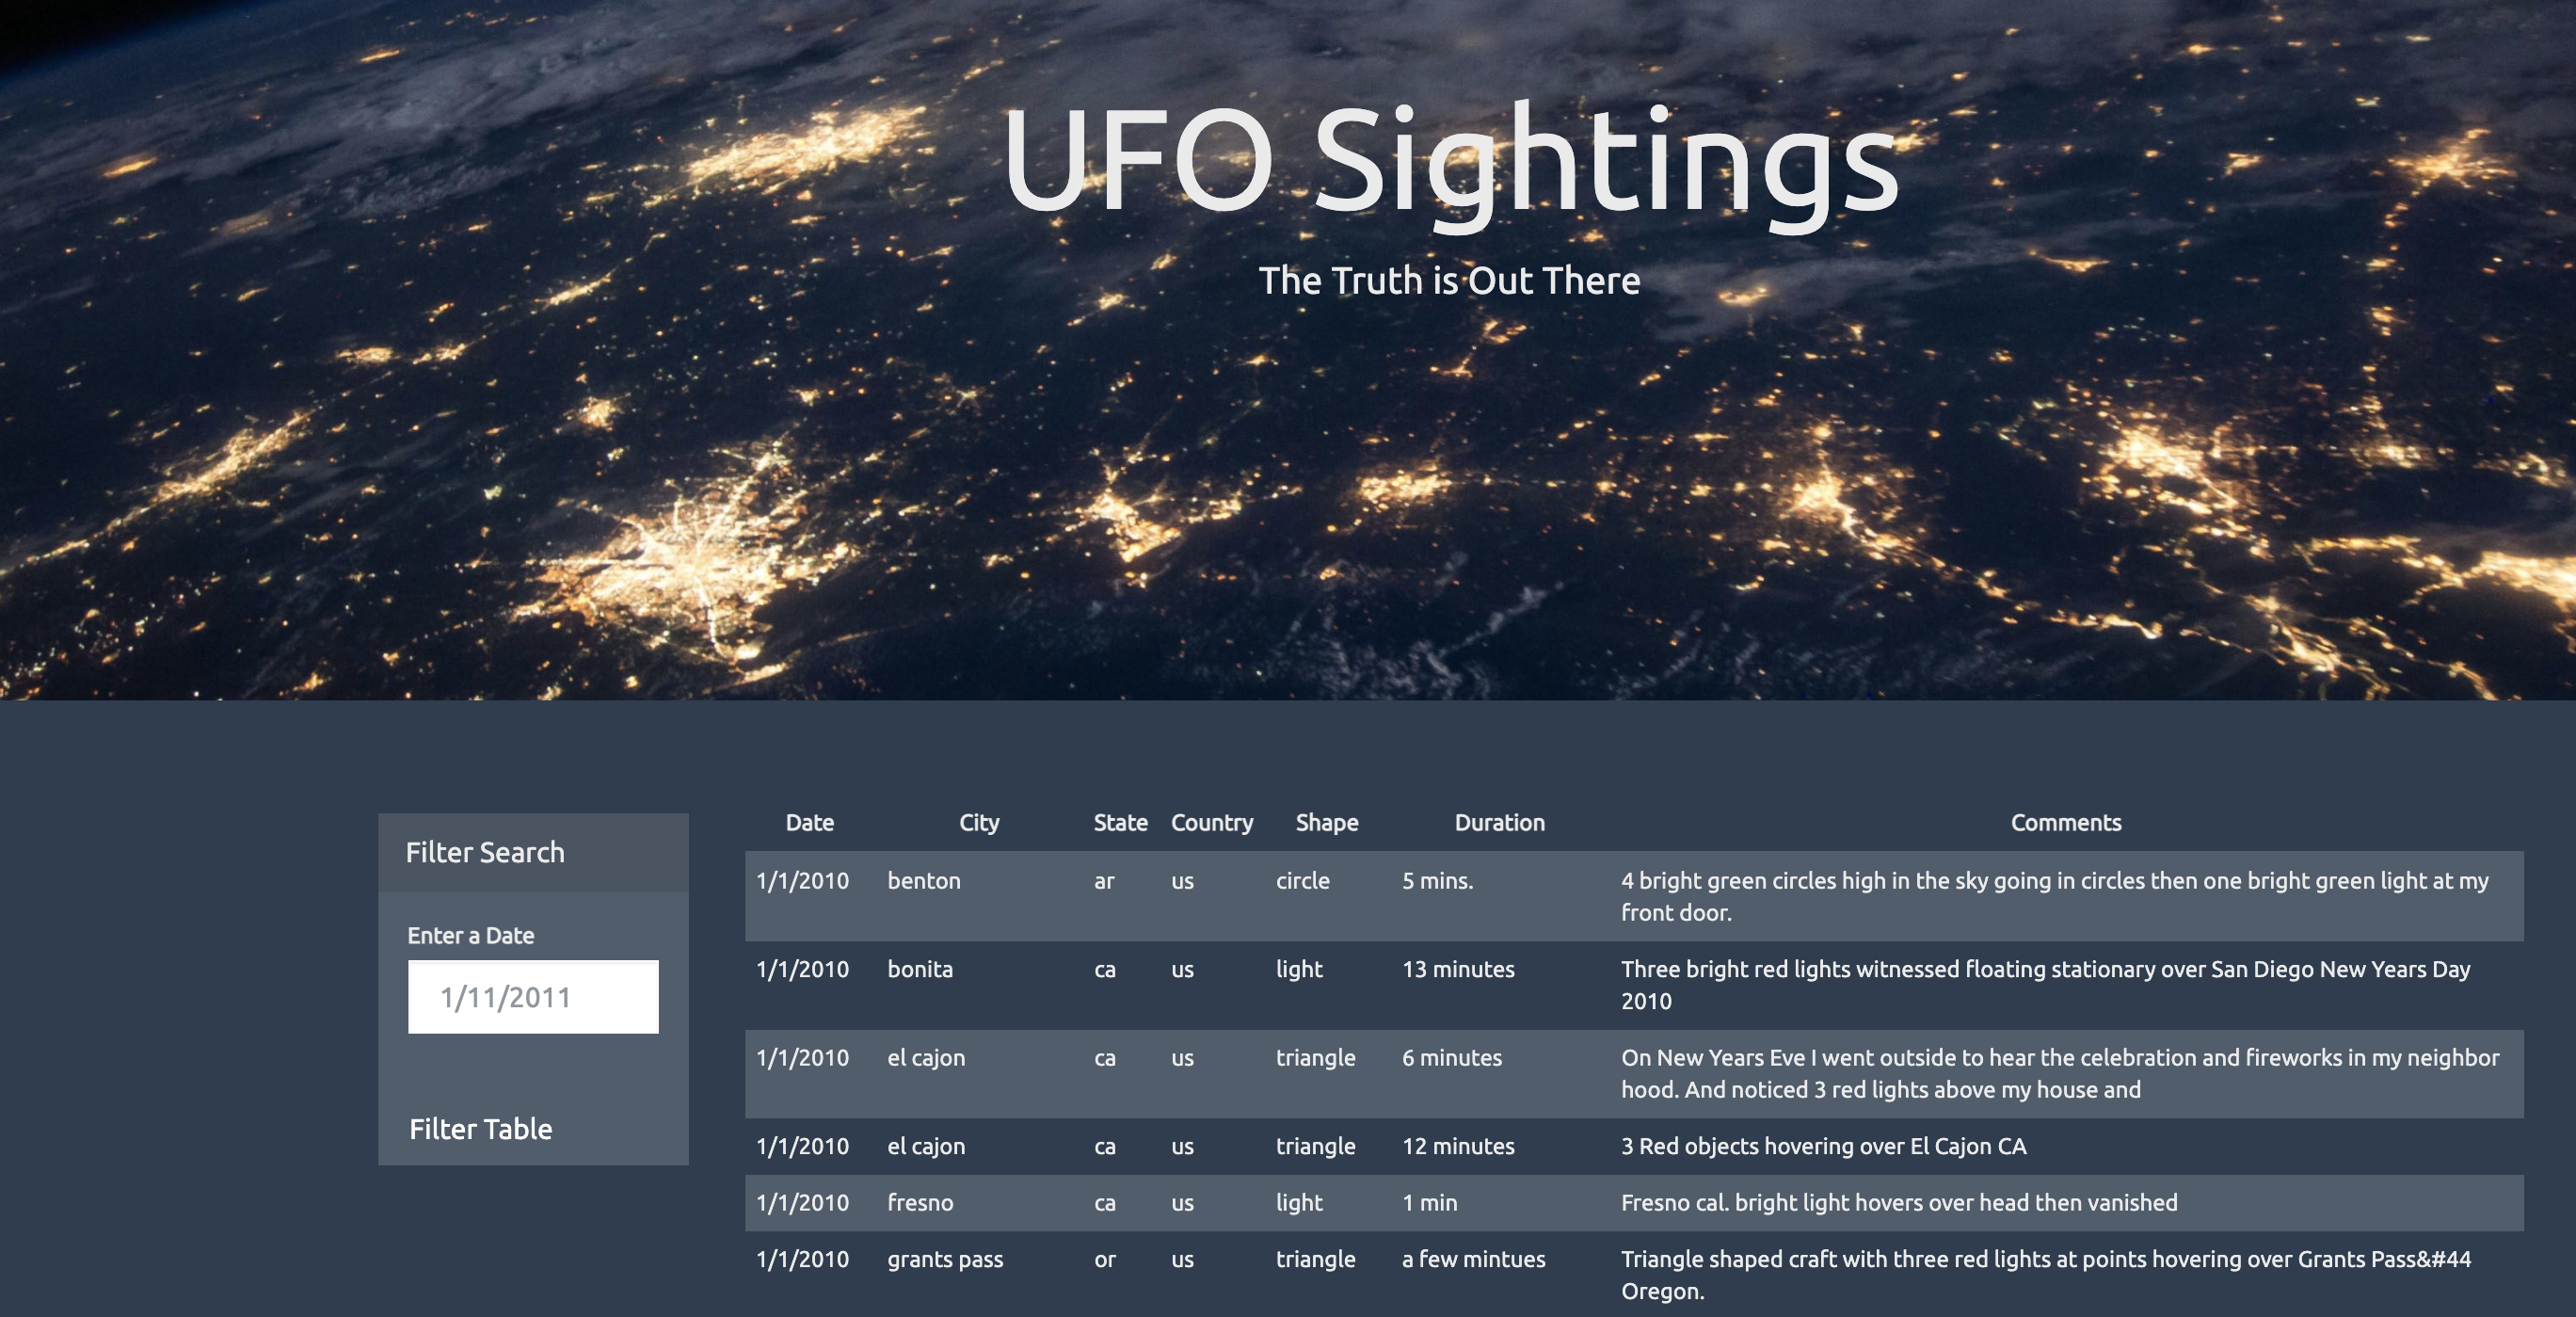 UFO Sightings
The Truth is Out There
Filter Search
Enter a Date
1/11/2011
Filter Table
Date City State Country Shape Duration Comments
1/1/2010 benton ar us circle 5 mins. 4 bright green circles high in the sky going in circles then one bright green light at my
front door.
1/1/2010 bonita ca us light 13 minutes Three bright red lights witnessed floating stationary over San Diego New Years Day
2010
1/1/2010 el cajon ca us triangle 6 minutes On New Years Eve I went outside to hear the celebration and fireworks in my neighbor
hood. And noticed 3 red lights above my house and
1/1/2010 el cajon ca us triangle 12 minutes 3 Red objects hovering over El Cajon CA
1/1/2010 fresno ca us light 1 min Fresno cal. bright light hovers over head then vanished
1/1/2010 grants pass or us triangle a few mintues Triangle shaped craft with three red lights at points hovering over Grants Pass&#44
Oregon.